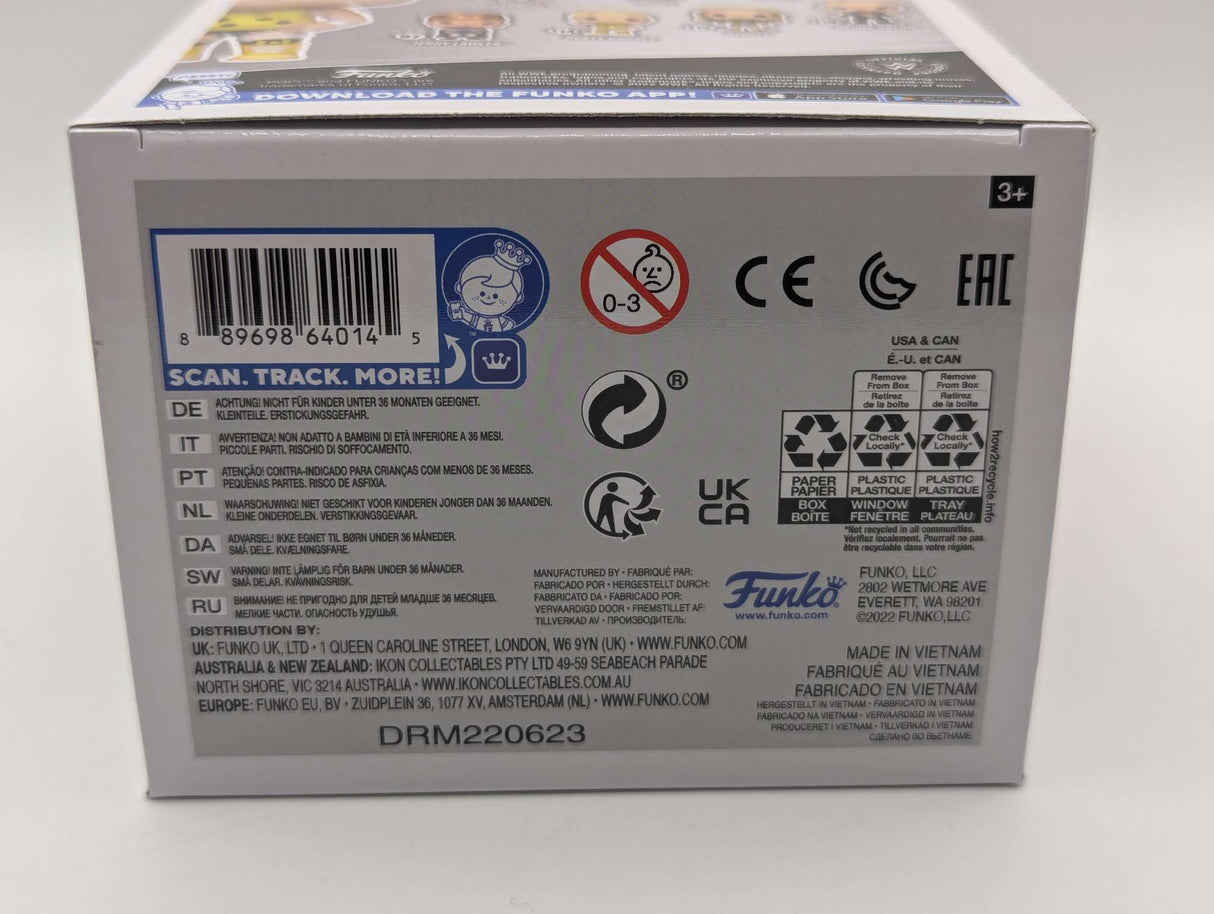 Funko
DOWNLOAD THE FUNKO APP!
App Store
Google Play
3+
8 89698 64014 5
SCAN. TRACK. MORE!
™
0-3
CE
EAC
®
UK
CA
USA & CAN
É.-U. et CAN
Remove From Box
Retirez de la boîte
Remove From Box
Retirez de la boîte
Check Locally*
Check Locally*
PAPER PAPIER
PLASTIC PLASTIQUE
PLASTIC PLASTIQUE
BOX BOÎTE
WINDOW FENÊTRE
TRAY PLATEAU
how2recycle.info
*Not recycled in all communities.
Vérifiez localement. Pourrait ne pas
être recyclable dans votre région.
DE ACHTUNG! NICHT FÜR KINDER UNTER 36 MONATEN GEEIGNET.
KLEINTEILE. ERSTICKUNGSGEFAHR.
IT AVVERTENZA! NON ADATTO A BAMBINI DI ETÀ INFERIORE A 36 MESI.
PICCOLE PARTI. RISCHIO DI SOFFOCAMENTO.
PT ATENÇÃO! CONTRA-INDICADO PARA CRIANÇAS COM MENOS DE 36 MESES.
PEQUENAS PARTES. RISCO DE ASFIXIA.
NL WAARSCHUWING! NIET GESCHIKT VOOR KINDEREN JONGER DAN 36 MAANDEN.
KLEINE ONDERDELEN. VERSTIKKINGSGEVAAR.
DA ADVARSEL! IKKE EGNET TIL BØRN UNDER 36 MÅNEDER.
SMÅ DELE. KVÆLNINGSFARE.
SW VARNING! INTE LÄMPLIG FÖR BARN UNDER 36 MÅNADER.
SMÅ DELAR. KVÄVNINGSRISK.
RU ВНИМАНИЕ! НЕ ПРИГОДНО ДЛЯ ДЕТЕЙ МЛАДШЕ 36 МЕСЯЦЕВ.
МЕЛКИЕ ЧАСТИ. ОПАСНОСТЬ УДУШЬЯ.
MANUFACTURED BY • FABRIQUÉ PAR:
FABRICADO POR • HERGESTELLT DURCH:
FABBRICATO DA • FABRICADO POR:
VERVAARDIGD DOOR • FREMSTILLET AF:
TILLVERKAD AV • ПРОИЗВОДИТЕЛЬ:
Funko®
www.funko.com
FUNKO, LLC
2802 WETMORE AVE
EVERETT, WA 98201
©2022 FUNKO,LLC
DISTRIBUTION BY:
UK: FUNKO UK, LTD • 1 QUEEN CAROLINE STREET, LONDON, W6 9YN (UK) • WWW.FUNKO.COM
AUSTRALIA & NEW ZEALAND: IKON COLLECTABLES PTY LTD 49-59 SEABEACH PARADE
NORTH SHORE, VIC 3214 AUSTRALIA • WWW.IKONCOLLECTABLES.COM.AU
EUROPE: FUNKO EU, BV • ZUIDPLEIN 36, 1077 XV, AMSTERDAM (NL) • WWW.FUNKO.COM
MADE IN VIETNAM
FABRIQUÉ AU VIETNAM
FABRICADO EN VIETNAM
HERGESTELLT IN VIETNAM • FABBRICATO IN VIETNAM
FABRICADO NA VIETNAM • VERVAARDIGD IN VIETNAM
PRODUCERET I VIETNAM • TILLVERKAD I VIETNAM
СДЕЛАНО ВО ВЬЕТНАМЕ
DRM220623